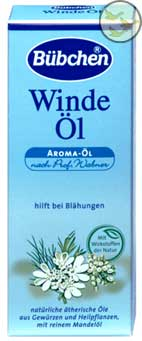 Bübchen
Winde
Öl
AROMA-ÖL
nach Prof. Wabner
hilft bei Blähungen
Mit Wirkstoffen
der Natur
natürliche ätherische Öle
aus Gewürzen und Heilpflanzen,
mit reinem Mandelöl